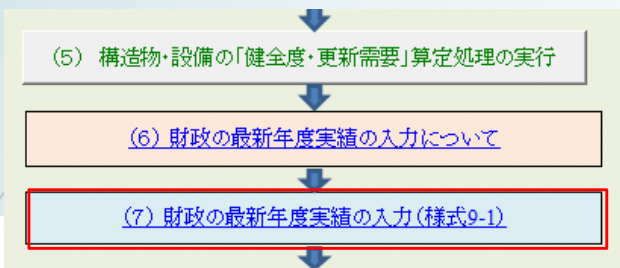 (5) 構造物・設備の「健全度・更新需要」算定処理の実行
(6) 財政の最新年度実績の入力について
(7) 財政の最新年度実績の入力(様式9-1)